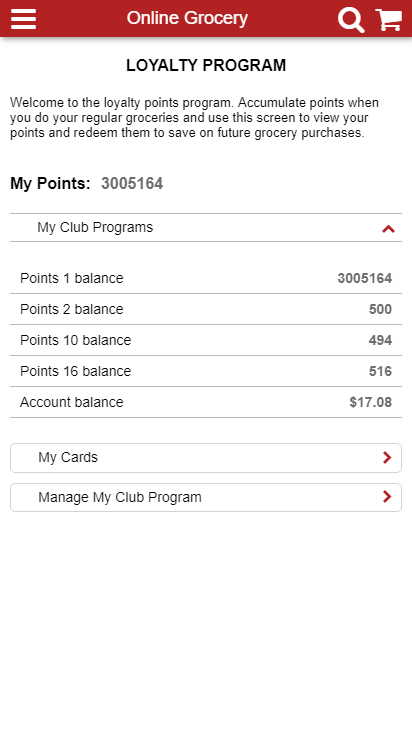 Online Grocery
LOYALTY PROGRAM
Welcome to the loyalty points program. Accumulate points when
you do your regular groceries and use this screen to view your
points and redeem them to save on future grocery purchases.
My Points: 3005164
My Club Programs
Points 1 balance 3005164
Points 2 balance 500
Points 10 balance 494
Points 16 balance 516
Account balance $17.08
My Cards
Manage My Club Program